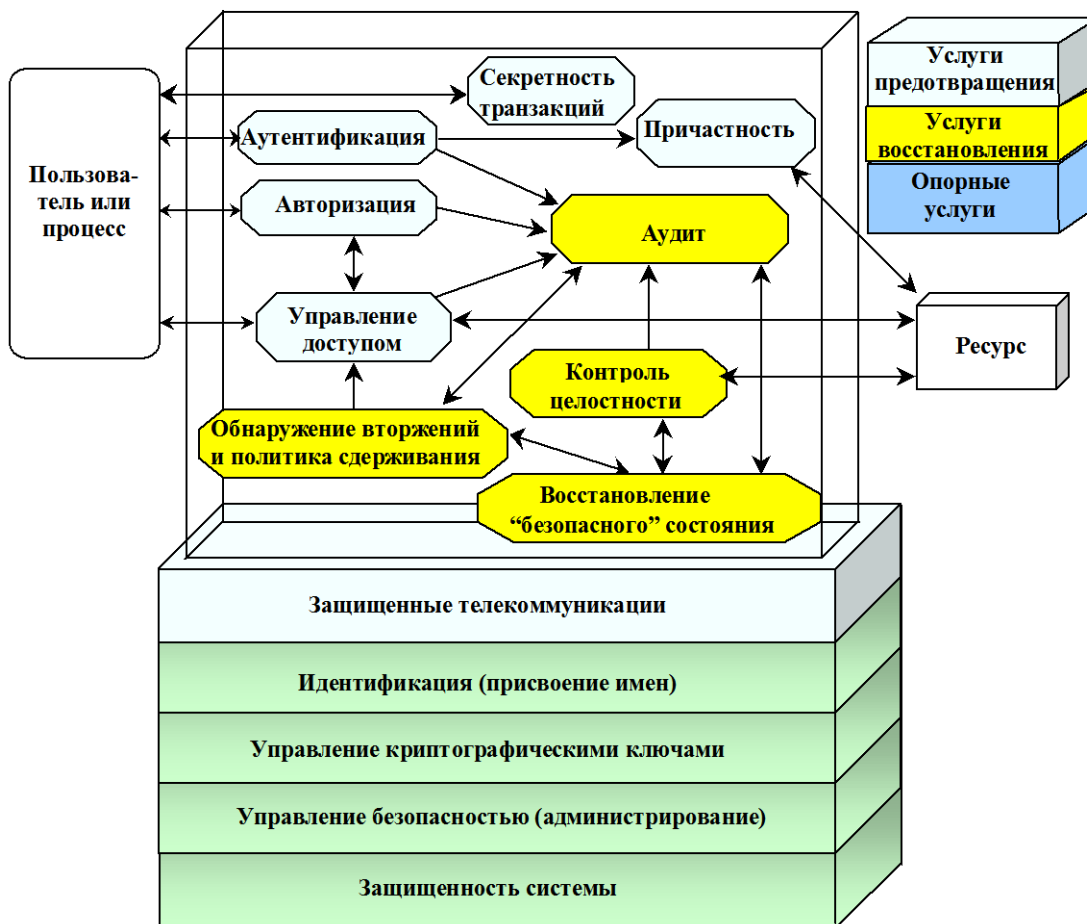 Пользова-
тель или
процесс
Секретность
транзакций
Аутентификация
Причастность
Авторизация
Аудит
Управление
доступом
Контроль
целостности
Обнаружение вторжений
и политика сдерживания
Восстановление
“безопасного” состояния
Услуги
предотвращения
Услуги
восстановления
Опорные
услуги
Ресурс
Защищенные телекоммуникации
Идентификация (присвоение имен)
Управление криптографическими ключами
Управление безопасностью (администрирование)
Защищенность системы